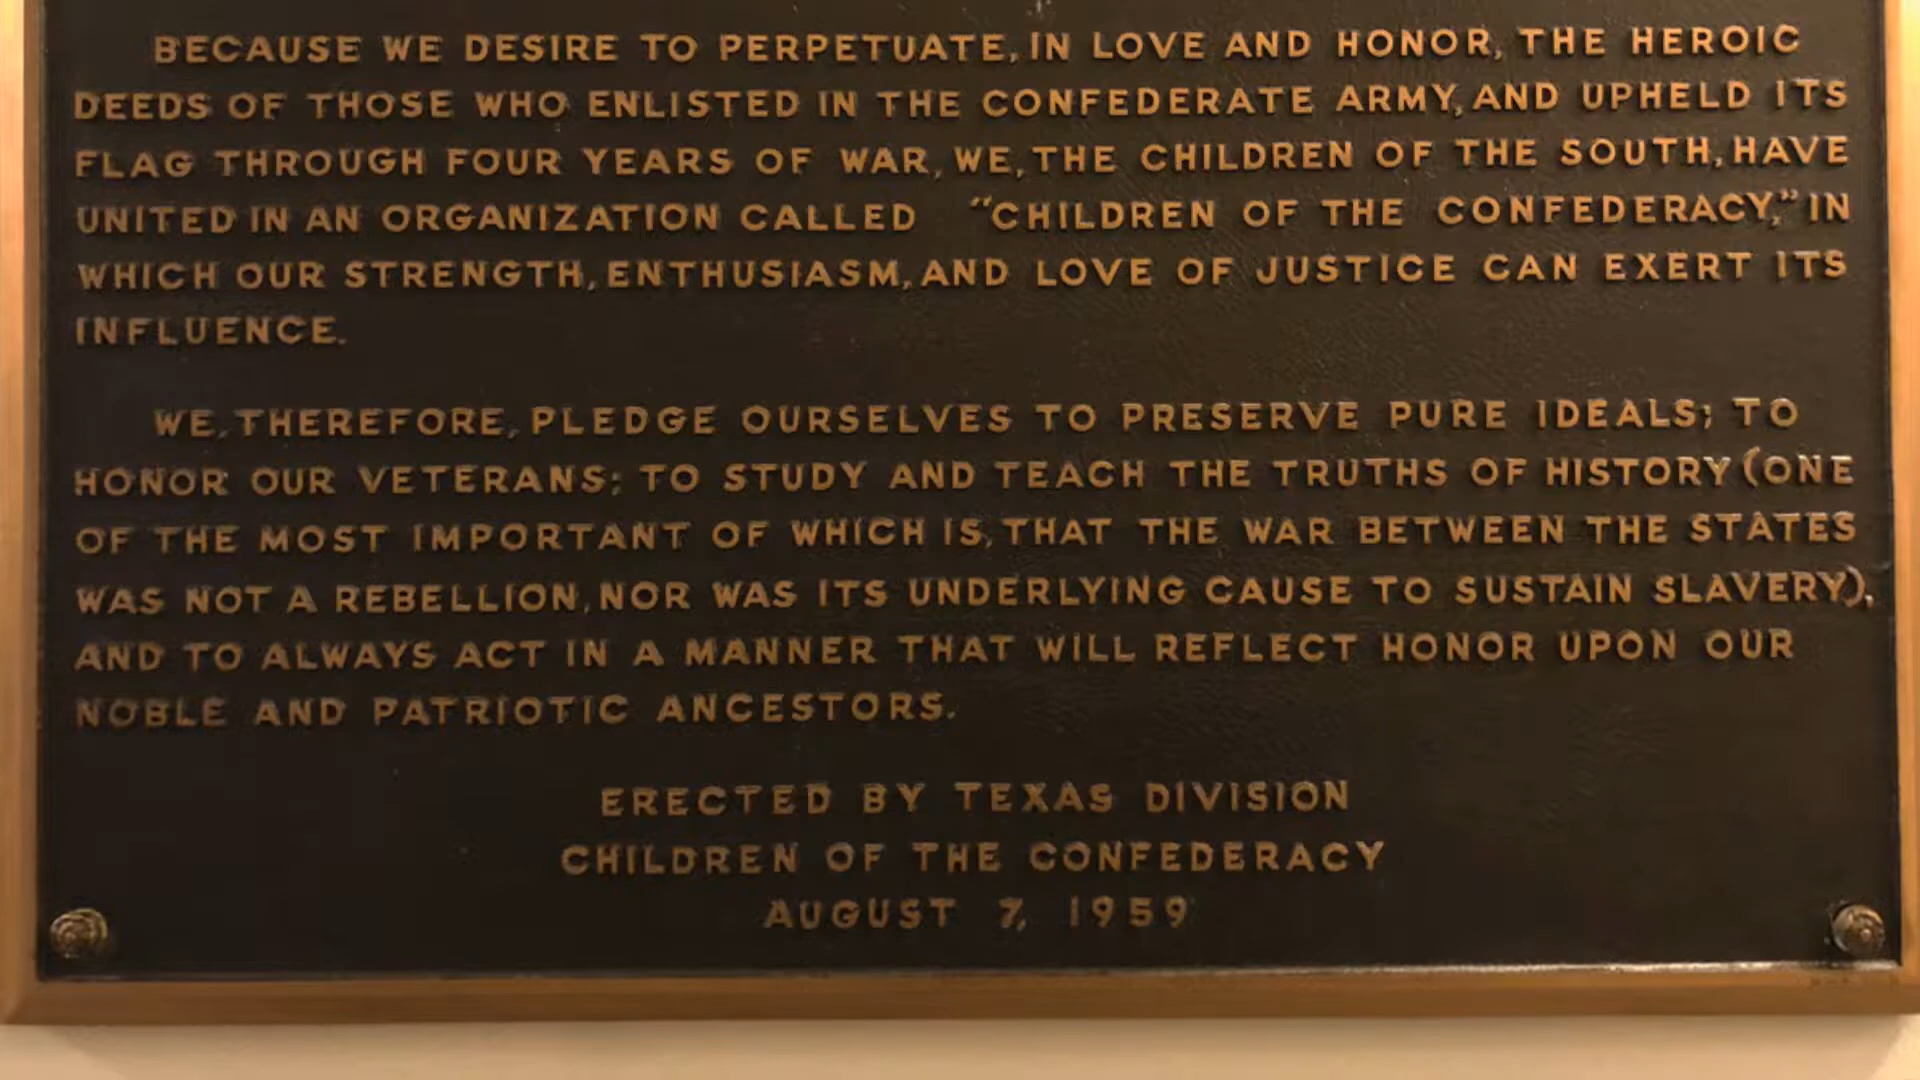 BECAUSE WE DESIRE TO PERPETUATE, IN LOVE AND HONOR, THE HEROIC
DEEDS OF THOSE WHO ENLISTED IN THE CONFEDERATE ARMY, AND UPHELD ITS
FLAG THROUGH FOUR YEARS OF WAR, WE, THE CHILDREN OF THE SOUTH, HAVE
UNITED IN AN ORGANIZATION CALLED "CHILDREN OF THE CONFEDERACY," IN
WHICH OUR STRENGTH, ENTHUSIASM, AND LOVE OF JUSTICE CAN EXERT ITS
INFLUENCE.
WE, THEREFORE, PLEDGE OURSELVES TO PRESERVE PURE IDEALS; TO
HONOR OUR VETERANS; TO STUDY AND TEACH THE TRUTHS OF HISTORY (ONE
OF THE MOST IMPORTANT OF WHICH IS, THAT THE WAR BETWEEN THE STATES
WAS NOT A REBELLION, NOR WAS ITS UNDERLYING CAUSE TO SUSTAIN SLAVERY),
AND TO ALWAYS ACT IN A MANNER THAT WILL REFLECT HONOR UPON OUR
NOBLE AND PATRIOTIC ANCESTORS.
ERECTED BY TEXAS DIVISION
CHILDREN OF THE CONFEDERACY
AUGUST 7, 1959